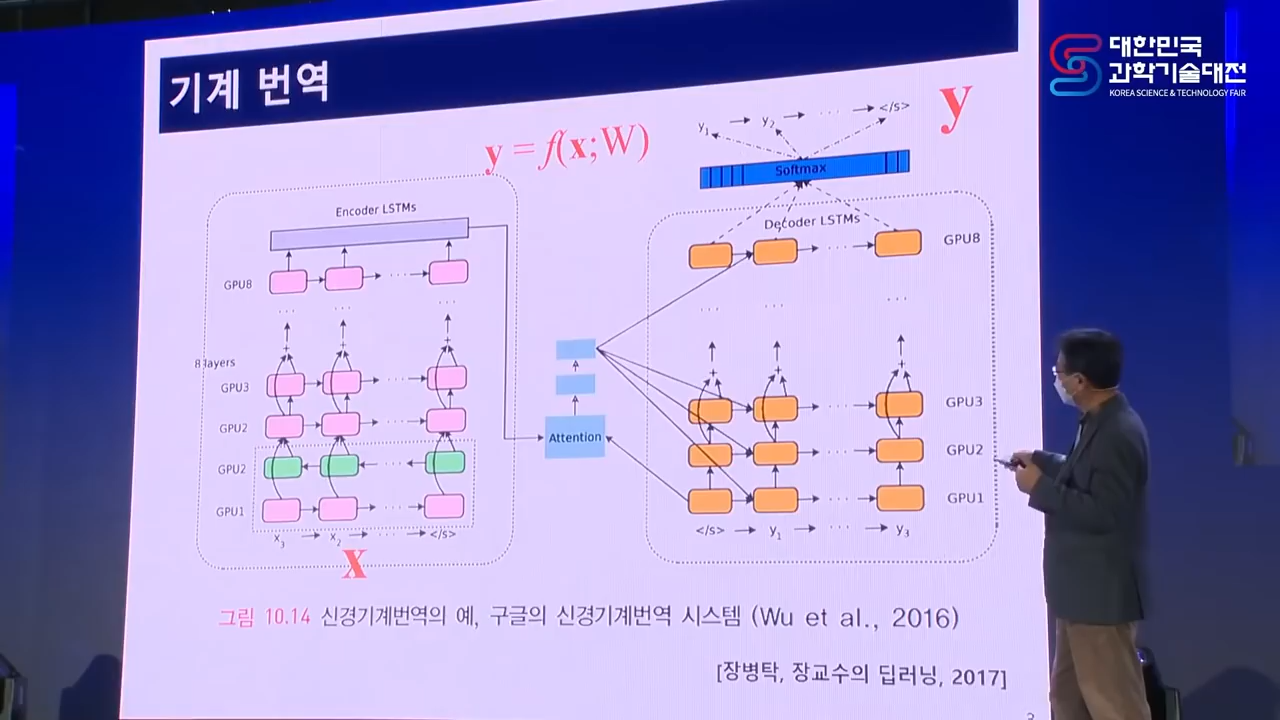 기계 번역
대한민국
과학기술대전
KOREA SCIENCE & TECHNOLOGY FAIR
y = f(x;W)
y
y₁ → y₂ → ··· → </s>
Softmax
Encoder LSTMs
Decoder LSTMs
GPU8
GPU8
8 layers
GPU3
GPU3
GPU2
GPU2
GPU2
GPU1
GPU1
Attention
x₃ → x₂ → ··· → </s>
</s> → y₁ → ··· → y₃
x
그림 10.14 신경기계번역의 예, 구글의 신경기계번역 시스템 (Wu et al., 2016)
[장병탁, 장교수의 딥러닝, 2017]
3